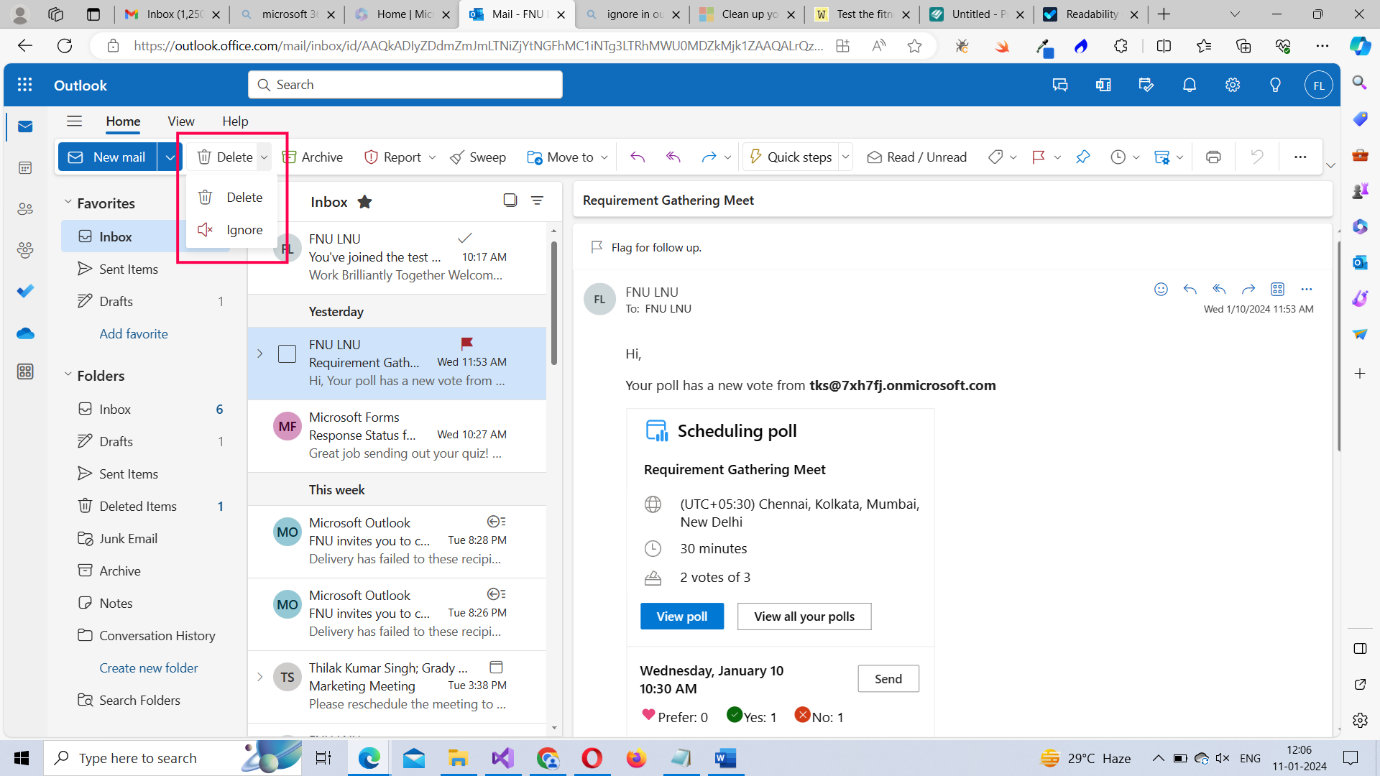 Inbox (1,250
microsoft 36
Home | Mic
Mail - FNU L
ignore in ou
Clean up yo
Test the fitn
Untitled - P
Readability
https://outlook.office.com/mail/inbox/id/AAQkADIyZDdmZmJmLTNiZjYtNGFhMC1iNTg3LTRhMWU0MDZkMjk1ZAAQALrQz...
Outlook
Search
FL
Home View Help
New mail
Delete
Archive
Report
Sweep
Move to
Quick steps
Read / Unread
Delete
Ignore
Favorites
Inbox
Sent Items
Drafts 1
Add favorite
Folders
Inbox 6
Drafts 1
Sent Items
Deleted Items 1
Junk Email
Archive
Notes
Conversation History
Create new folder
Search Folders
Inbox
FL
FNU LNU
You've joined the test ... 10:17 AM
Work Brilliantly Together Welcom...
Yesterday
FNU LNU
Requirement Gath... Wed 11:53 AM
Hi, Your poll has a new vote from ...
MF
Microsoft Forms
Response Status f... Wed 10:27 AM
Great job sending out your quiz! ...
This week
MO
Microsoft Outlook
FNU invites you to c... Tue 8:28 PM
Delivery has failed to these recipi...
MO
Microsoft Outlook
FNU invites you to c... Tue 8:26 PM
Delivery has failed to these recipi...
TS
Thilak Kumar Singh; Grady ...
Marketing Meeting Tue 3:38 PM
Please reschedule the meeting to ...
Requirement Gathering Meet
Flag for follow up.
FL
FNU LNU
To: FNU LNU
Wed 1/10/2024 11:53 AM
Hi,
Your poll has a new vote from tks@7xh7fj.onmicrosoft.com
Scheduling poll
Requirement Gathering Meet
(UTC+05:30) Chennai, Kolkata, Mumbai,
New Delhi
30 minutes
2 votes of 3
View poll
View all your polls
Wednesday, January 10
10:30 AM
Send
Prefer: 0 Yes: 1 No: 1
Type here to search
29°C Haze
ENG
12:06
11-01-2024